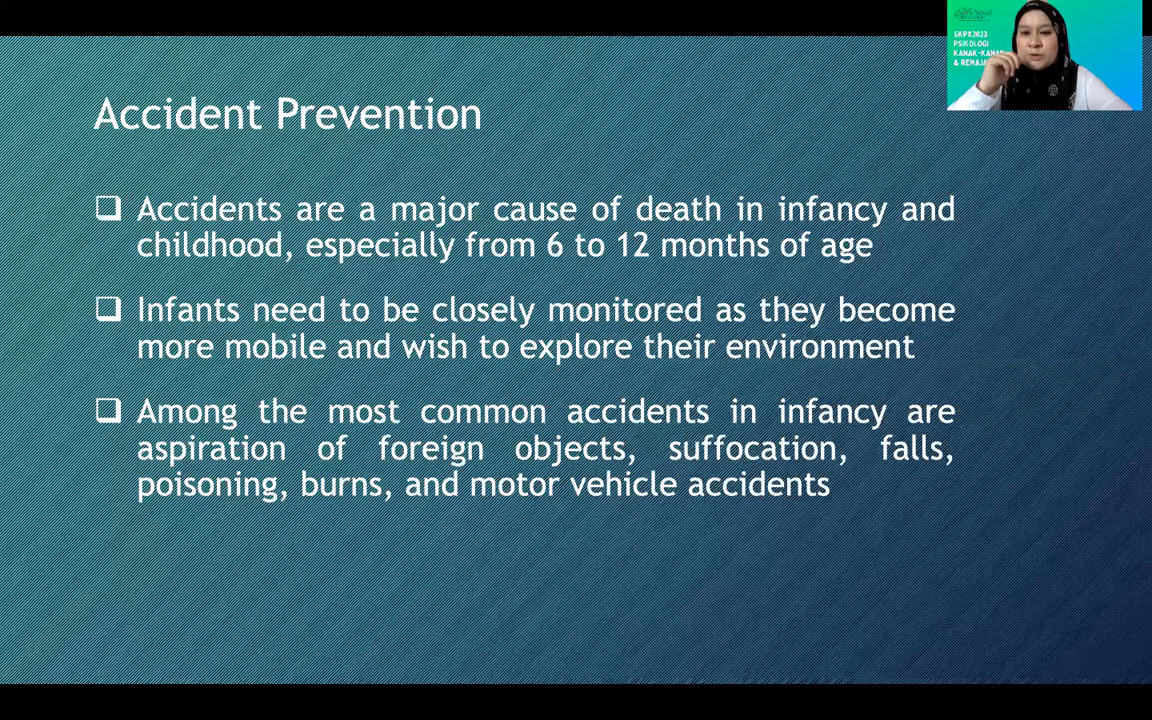 SKPX2023
PSIKOLOGI
KANAK-KANAK
& REMAJA
Accident Prevention
Accidents are a major cause of death in infancy and
childhood, especially from 6 to 12 months of age
Infants need to be closely monitored as they become
more mobile and wish to explore their environment
Among the most common accidents in infancy are
aspiration of foreign objects, suffocation, falls,
poisoning, burns, and motor vehicle accidents